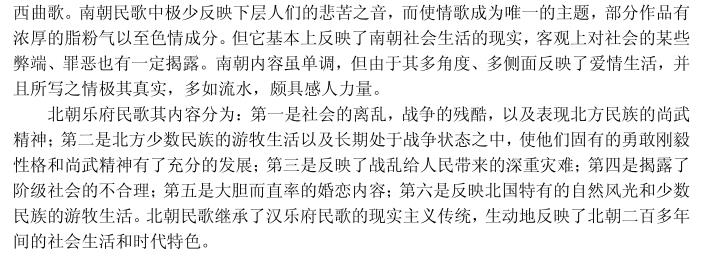 西曲歌。南朝民歌中极少反映下层人们的悲苦之音，而使情歌成为唯一的主题，部分作品有
浓厚的脂粉气以至色情成分。但它基本上反映了南朝社会生活的现实，客观上对社会的某些
弊端、罪恶也有一定揭露。南朝内容虽单调，但由于其多角度、多侧面反映了爱情生活，并
且所写之情极其真实，多如流水，颇具感人力量。
北朝乐府民歌其内容分为：第一是社会的离乱，战争的残酷，以及表现北方民族的尚武
精神；第二是北方少数民族的游牧生活以及长期处于战争状态之中，使他们固有的勇敢刚毅
性格和尚武精神有了充分的发展；第三是反映了战乱给人民带来的深重灾难；第四是揭露了
阶级社会的不合理；第五是大胆而直率的婚恋内容；第六是反映北国特有的自然风光和少数
民族的游牧生活。北朝民歌继承了汉乐府民歌的现实主义传统，生动地反映了北朝二百多年
间的社会生活和时代特色。